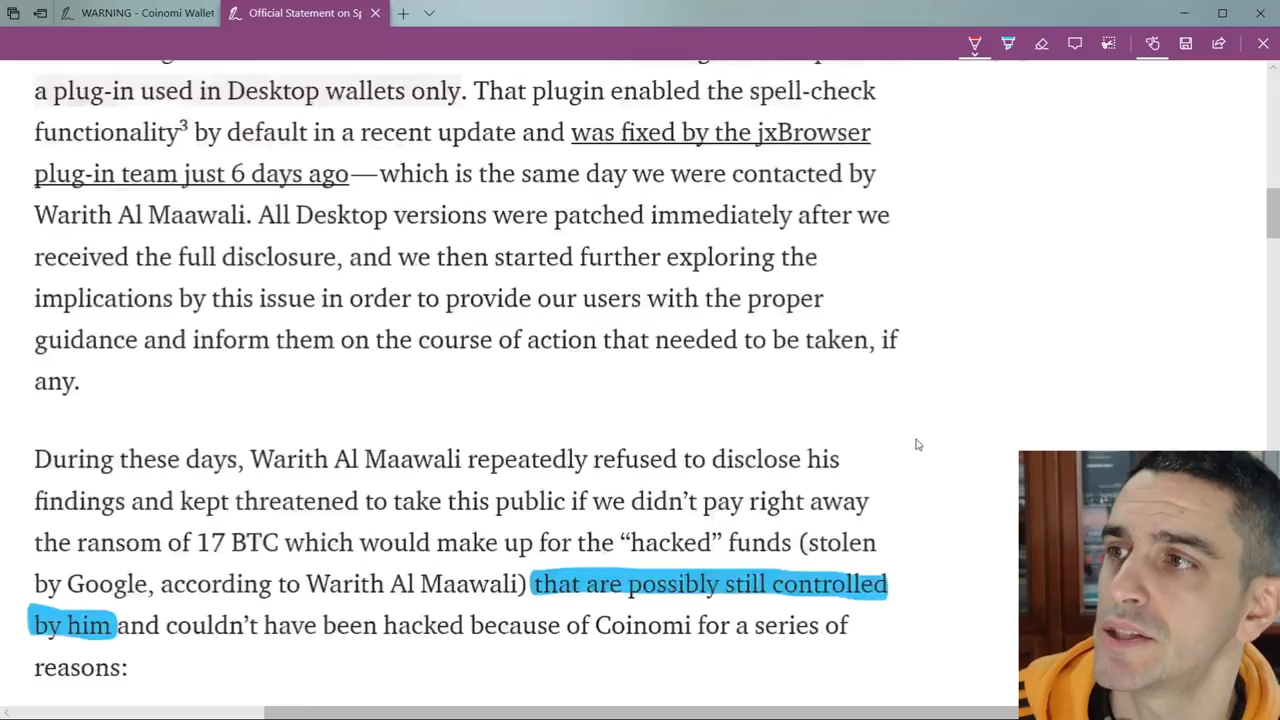 WARNING - Coinomi Wallet
Official Statement on Sp
a plug-in used in Desktop wallets only. That plugin enabled the spell-check
functionality³ by default in a recent update and was fixed by the jxBrowser
plug-in team just 6 days ago—which is the same day we were contacted by
Warith Al Maawali. All Desktop versions were patched immediately after we
received the full disclosure, and we then started further exploring the
implications by this issue in order to provide our users with the proper
guidance and inform them on the course of action that needed to be taken, if
any.
During these days, Warith Al Maawali repeatedly refused to disclose his
findings and kept threatened to take this public if we didn’t pay right away
the ransom of 17 BTC which would make up for the “hacked” funds (stolen
by Google, according to Warith Al Maawali) that are possibly still controlled
by him and couldn’t have been hacked because of Coinomi for a series of
reasons: